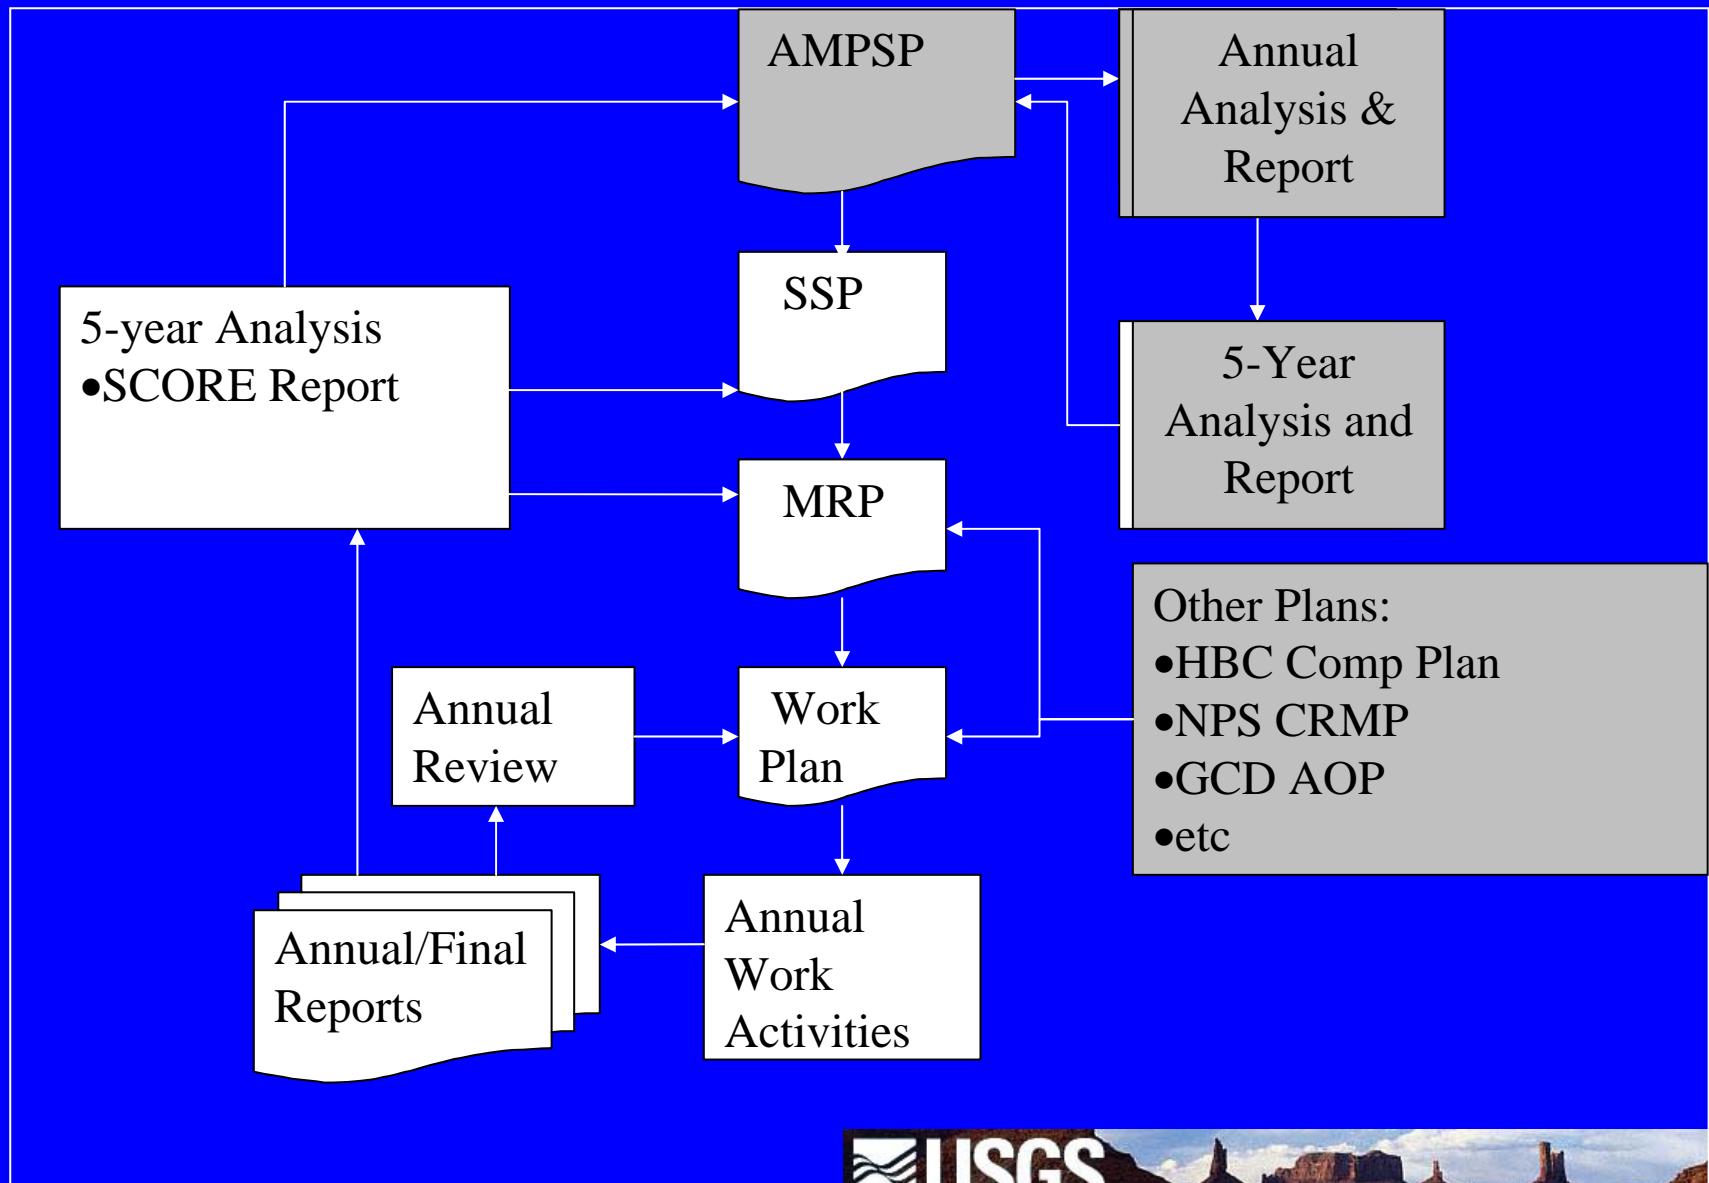 AMPSP
Annual
Analysis &
Report
SSP
5-year Analysis
•SCORE Report
5-Year
Analysis and
Report
MRP
Other Plans:
•HBC Comp Plan
•NPS CRMP
•GCD AOP
•etc
Annual
Review
Work
Plan
Annual/Final
Reports
Annual
Work
Activities
USGS